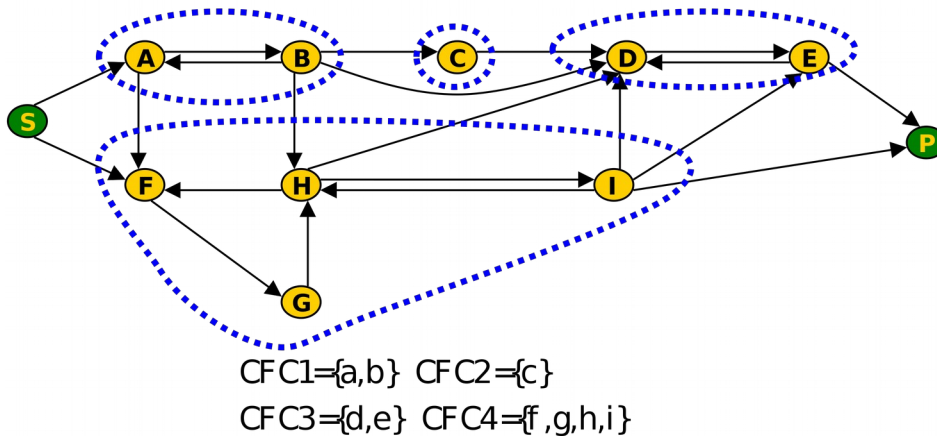 A B C D E
S
P
F H I
G
CFC1={a,b} CFC2={c}
CFC3={d,e} CFC4={f,g,h,i}